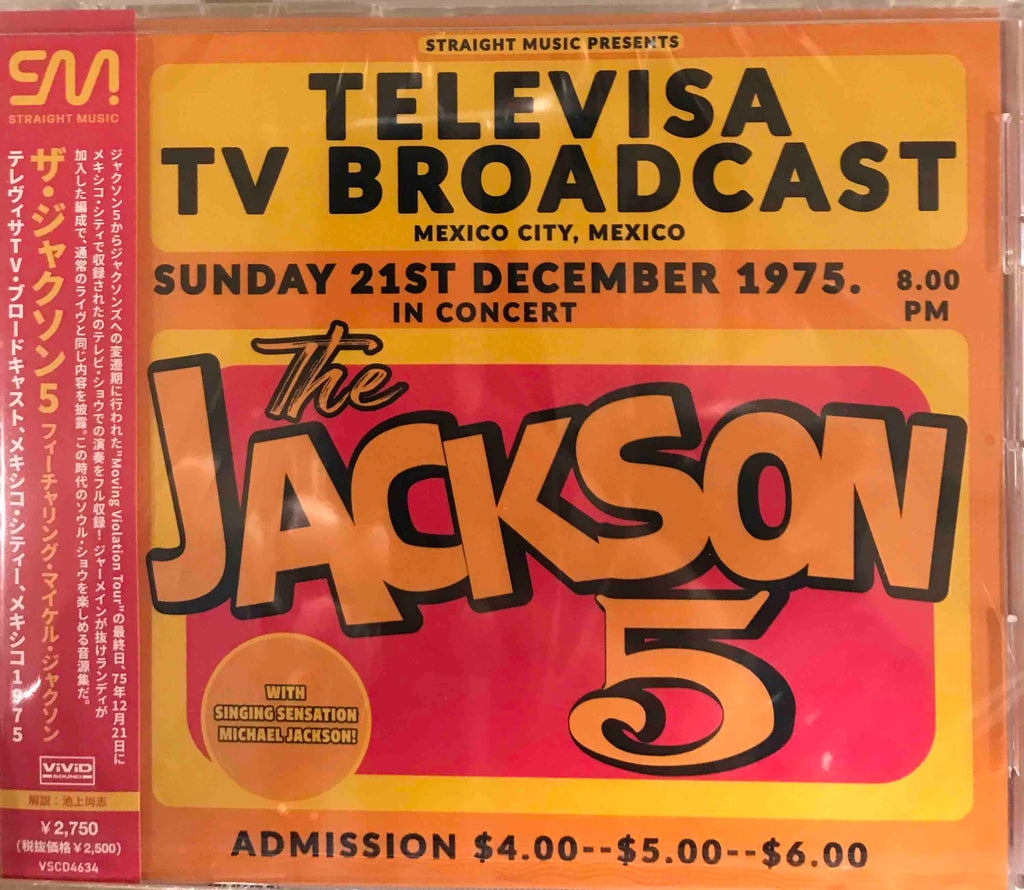 SM!
STRAIGHT MUSIC
ジャクソン5からジャクソンズへの変遷期に行われた"Moving Violation Tour"の最終日、75年12月21日に
メキシコ・シティで収録されたのテレビ・ショウでの演奏をフル収録！ジャーメインが抜けランディが
加入した編成で、通常のライヴと同じ内容を披露。この時代のソウル・ショウを楽しめる音源集だ。
ザ・ジャクソン5 フィーチャリング・マイケル・ジャクソン
テレヴィサTV・ブロードキャスト、メキシコ・シティー、メキシコ1975
ViViD
SOUND
解説：池上尚志
￥2,750
(税抜価格￥2,500)
VSCD4634
STRAIGHT MUSIC PRESENTS
TELEVISA
TV BROADCAST
MEXICO CITY, MEXICO
SUNDAY 21ST DECEMBER 1975.
8.00
PM
IN CONCERT
The
JACKSON
5
WITH
SINGING SENSATION
MICHAEL JACKSON!
ADMISSION $4.00--$5.00--$6.00